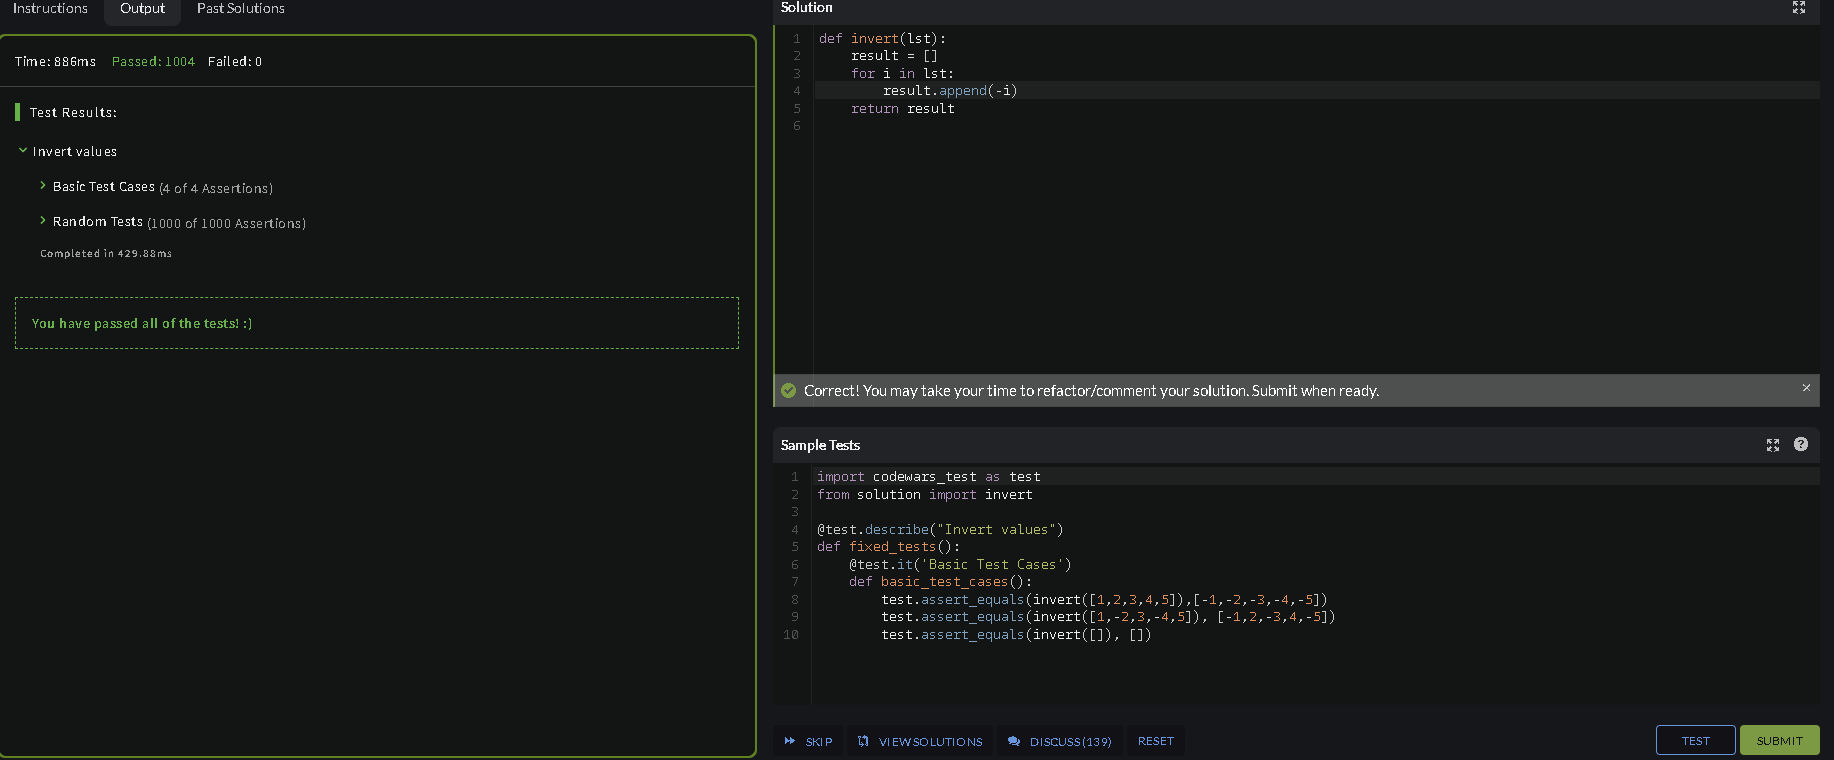 Instructions Output Past Solutions
Time: 886ms Passed: 1004 Failed: 0
Test Results:
Invert values
Basic Test Cases (4 of 4 Assertions)
Random Tests (1000 of 1000 Assertions)
Completed in 429.88ms
You have passed all of the tests! :)
Solution
1 def invert(lst):
2     result = []
3     for i in lst:
4         result.append(-i)
5     return result
6
Correct! You may take your time to refactor/comment your solution. Submit when ready.
Sample Tests
1 import codewars_test as test
2 from solution import invert
3
4 @test.describe("Invert values")
5 def fixed_tests():
6     @test.it('Basic Test Cases')
7     def basic_test_cases():
8         test.assert_equals(invert([1,2,3,4,5]),[-1,-2,-3,-4,-5])
9         test.assert_equals(invert([1,-2,3,-4,5]), [-1,2,-3,4,-5])
10         test.assert_equals(invert([]), [])
SKIP VIEW SOLUTIONS DISCUSS (139) RESET TEST SUBMIT